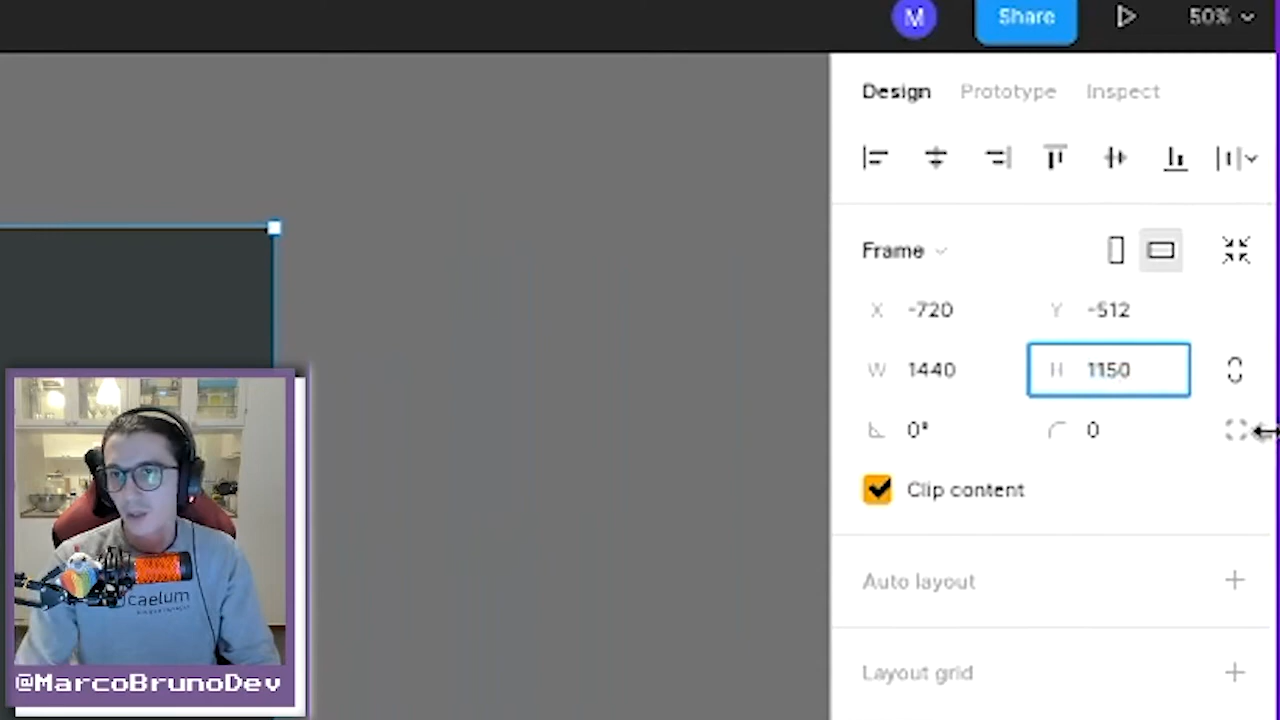 M Share 50%
Design Prototype Inspect
Frame
X -720 Y -512
W 1440 H 1150
0° 0
Clip content
Auto layout
Layout grid
caelum
@MarcoBrunoDev